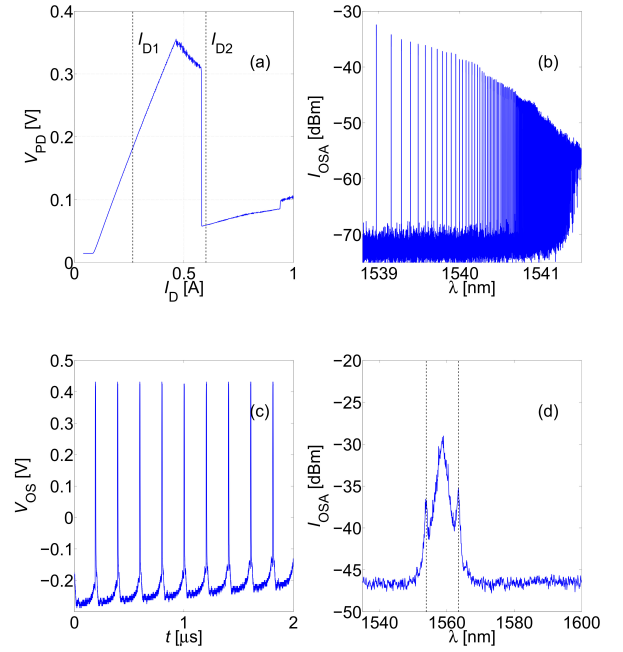 0.4
0.3
0.2
0.1
0
V_PD [V]
I_D1
I_D2
(a)
0 0.5 1
I_D [A]
−30
−40
−50
−60
−70
I_OSA [dBm]
(b)
1539 1540 1541
λ [nm]
0.5
0.4
0.3
0.2
0.1
0
−0.1
−0.2
V_OS [V]
(c)
0 1 2
t [μs]
−20
−25
−30
−35
−40
−45
−50
I_OSA [dBm]
(d)
1540 1560 1580 1600
λ [nm]